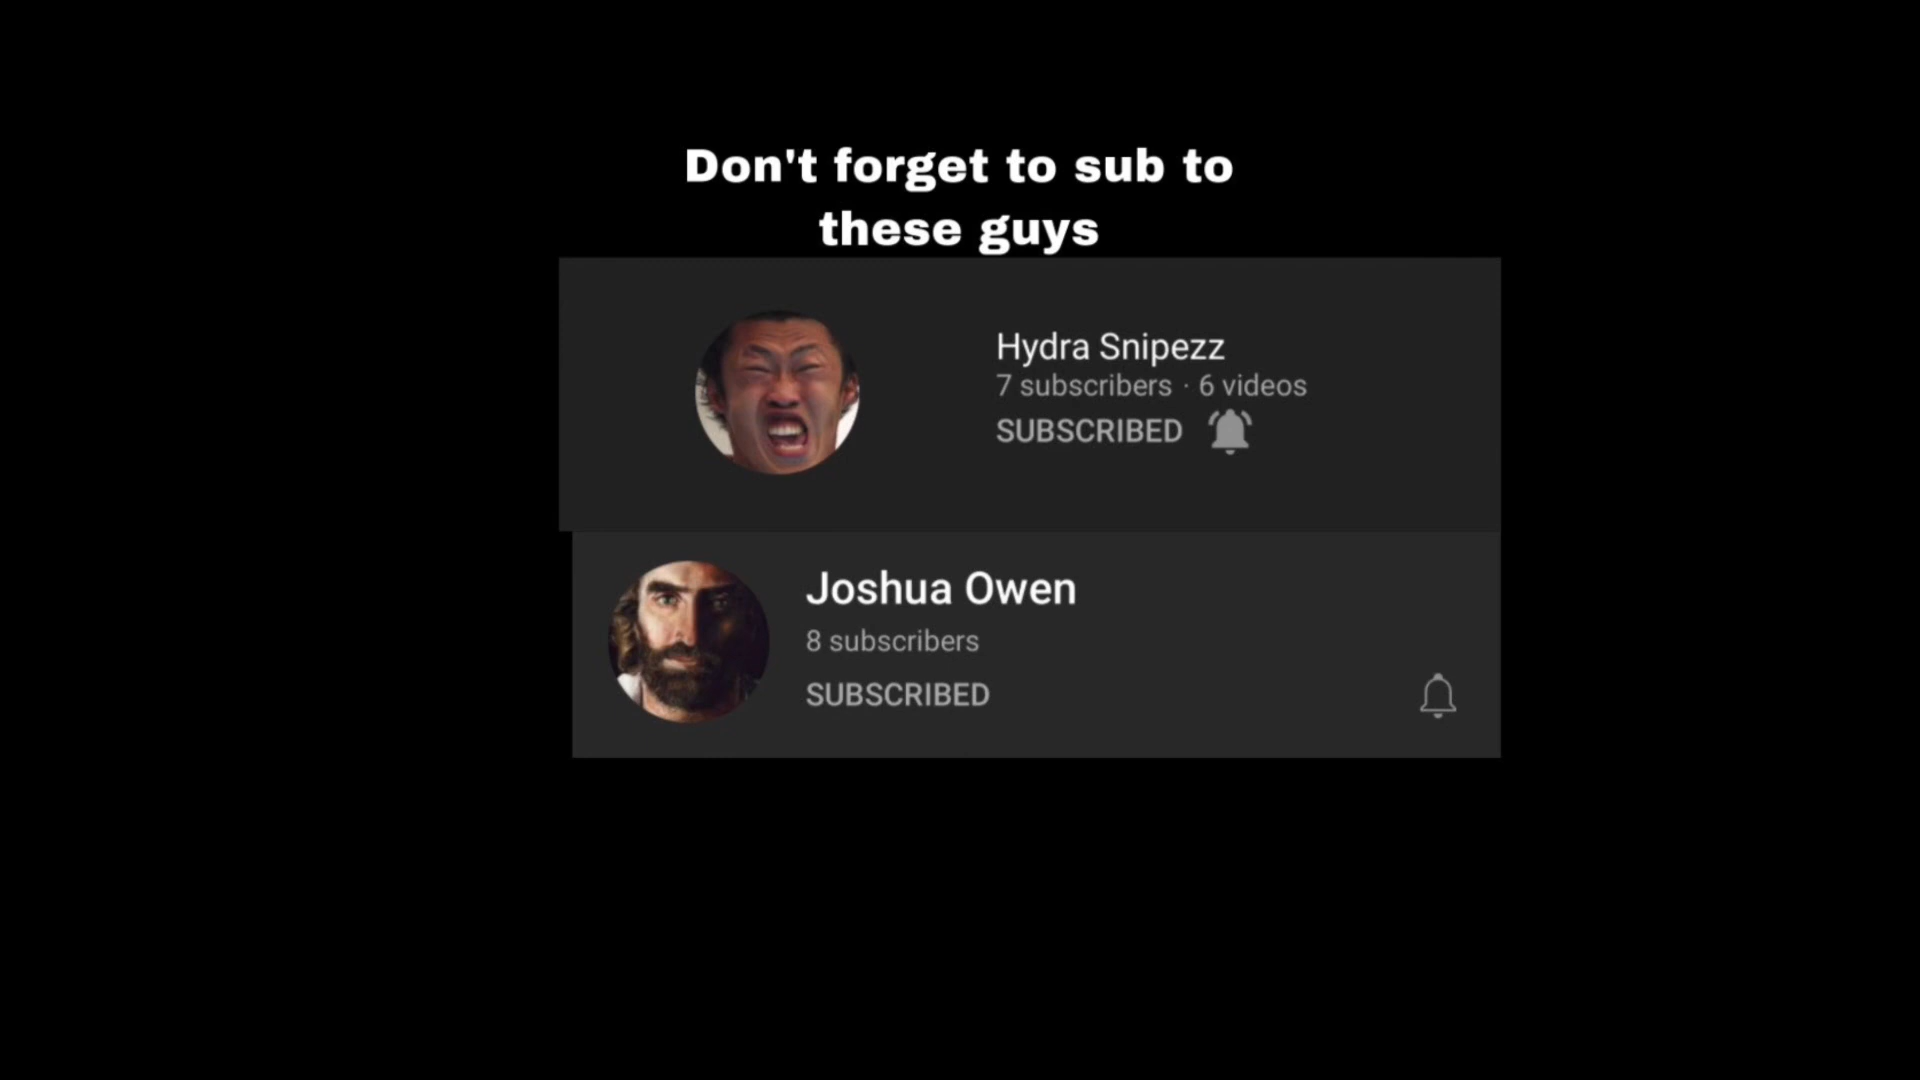 Don't forget to sub to
these guys
Hydra Snipezz
7 subscribers · 6 videos
SUBSCRIBED
Joshua Owen
8 subscribers
SUBSCRIBED